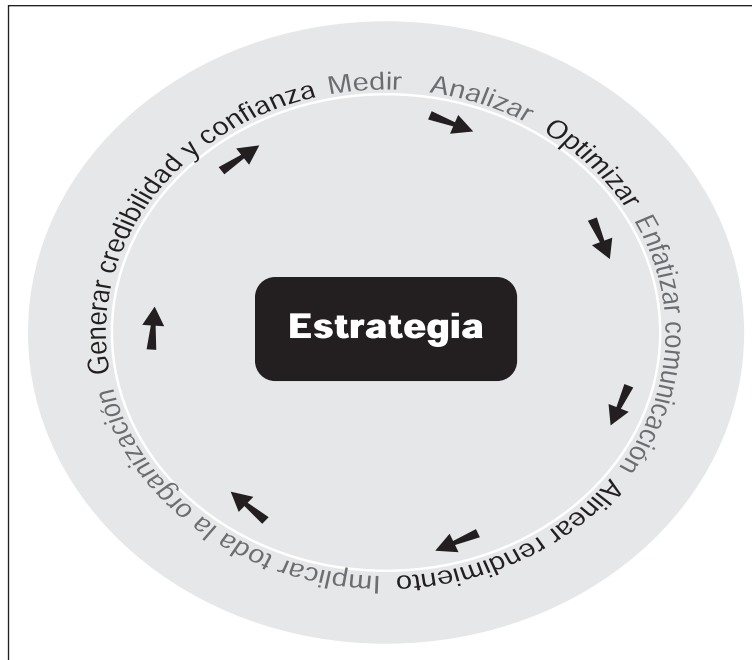 Medir
Analizar
Optimizar
Enfatizar comunicación
Alinear rendimiento
Implicar toda la organización
Generar credibilidad y confianza
Estrategia